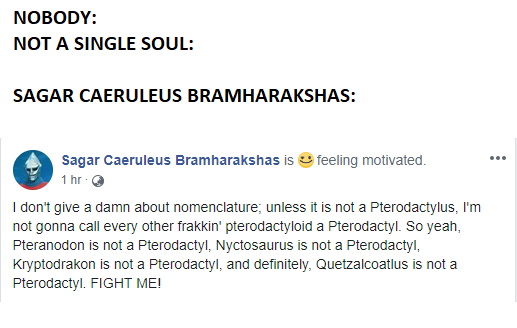 NOBODY:
NOT A SINGLE SOUL:
SAGAR CAERULEUS BRAMHARAKSHAS:
Sagar Caeruleus Bramharakshas is 😀 feeling motivated.
1 hr ·
I don't give a damn about nomenclature; unless it is not a Pterodactylus, I'm
not gonna call every other frakkin' pterodactyloid a Pterodactyl. So yeah,
Pteranodon is not a Pterodactyl, Nyctosaurus is not a Pterodactyl,
Kryptodrakon is not a Pterodactyl, and definitely, Quetzalcoatlus is not a
Pterodactyl. FIGHT ME!